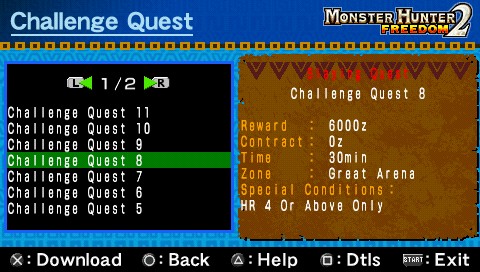 Challenge Quest
MONSTER HUNTER
FREEDOM 2
L 1/2 R
Challenge Quest 11
Challenge Quest 10
Challenge Quest 9
Challenge Quest 8
Challenge Quest 7
Challenge Quest 6
Challenge Quest 5
Challenge Quest 8
Reward : 6000z
Contract: 0z
Time : 30min
Zone : Great Arena
Special Conditions:
HR 4 Or Above Only
: Download : Back : Help : Dtls START: Exit